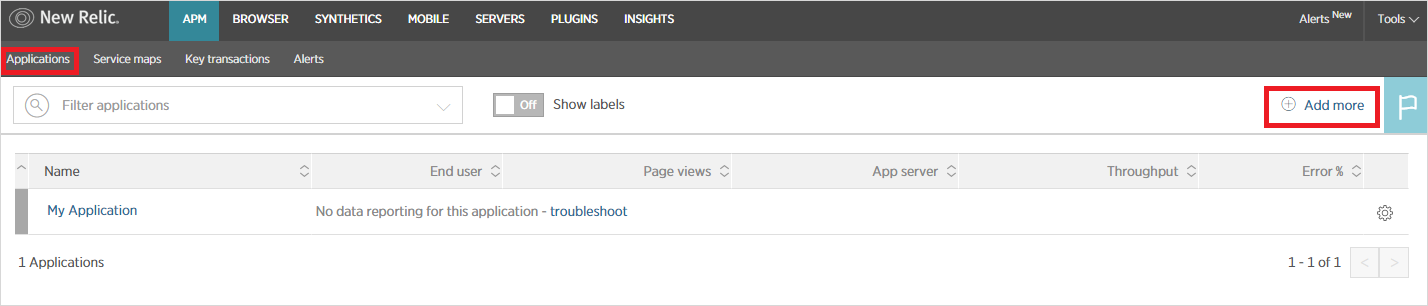 New Relic. APM BROWSER SYNTHETICS MOBILE SERVERS PLUGINS INSIGHTS Alerts New Tools
Applications Service maps Key transactions Alerts
Filter applications Off Show labels Add more
Name End user Page views App server Throughput Error %
My Application No data reporting for this application - troubleshoot
1 Applications 1 - 1 of 1 < >